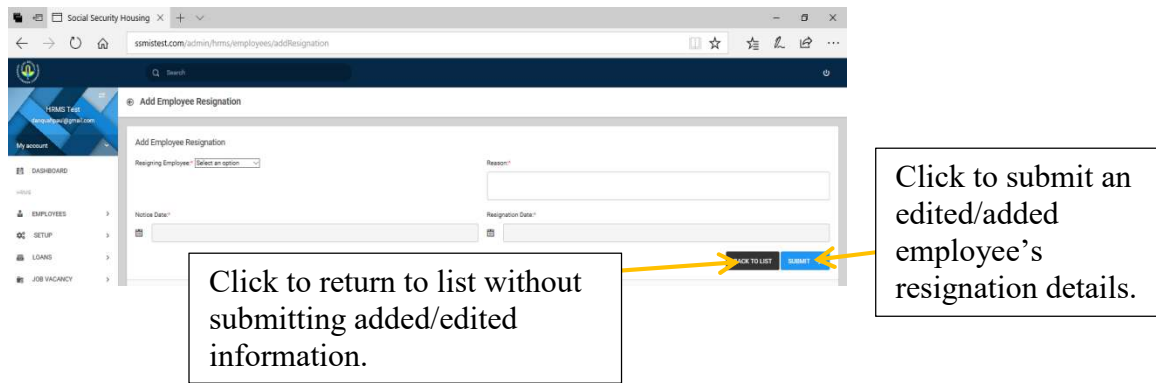 Social Security Housing
ssmistest.com/admin/hrms/employees/addResignation
Search
HRMS Test
Add Employee Resignation
My account
Add Employee Resignation
Resigning Employee:* Select an option
Reason:*
DASHBOARD
HRMS
EMPLOYEES
Notice Date:*
Resignation Date:*
SETUP
LOANS
BACK TO LIST SUBMIT
JOB VACANCY
Click to return to list without
submitting added/edited
information.
Click to submit an
edited/added
employee’s
resignation details.